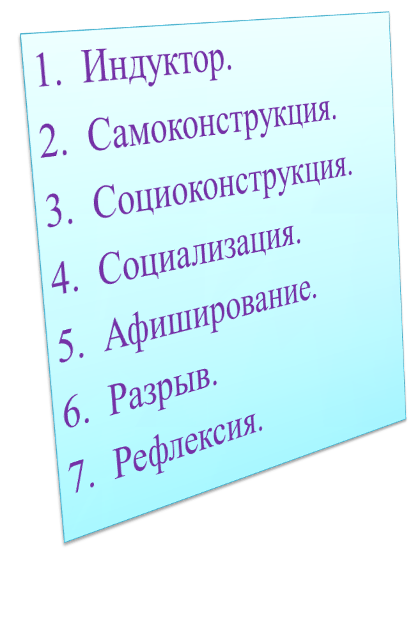 1. Индуктор.
2. Самоконструкция.
3. Социоконструкция.
4. Социализация.
5. Афиширование.
6. Разрыв.
7. Рефлексия.